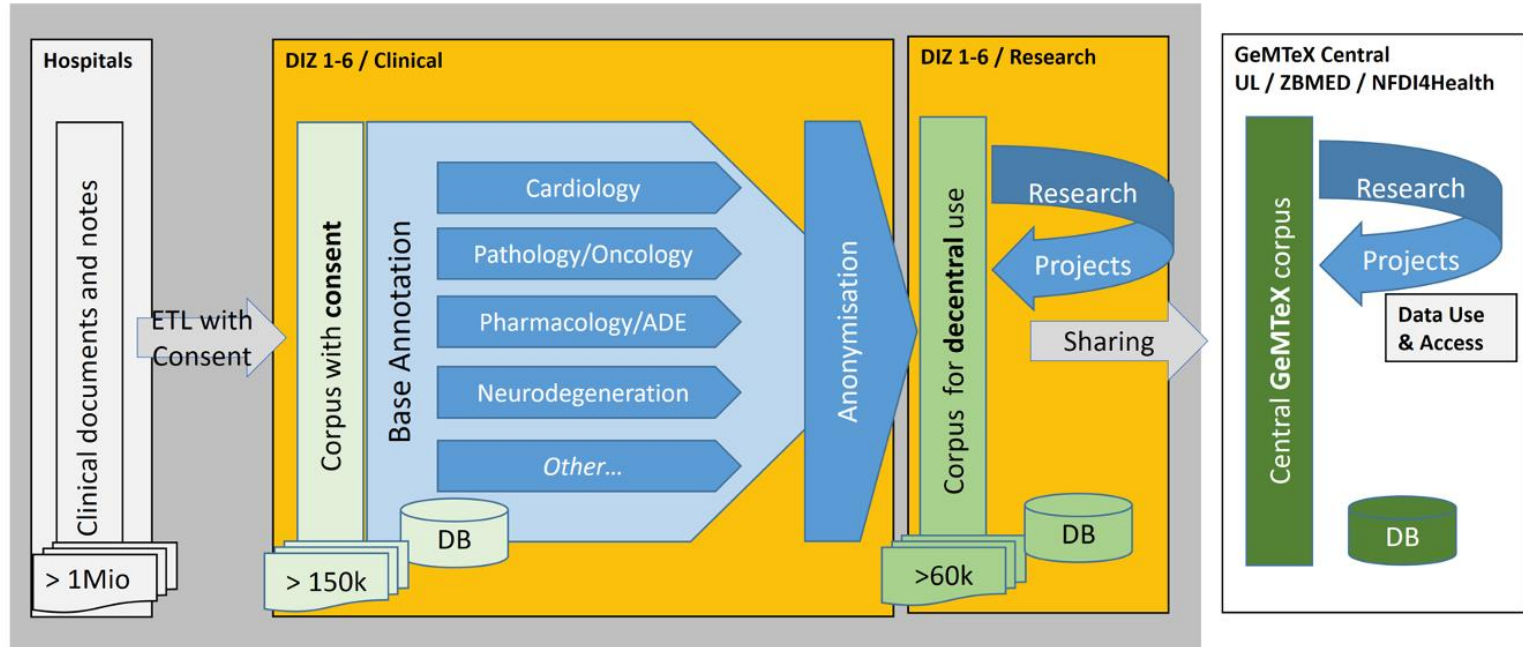 Hospitals
Clinical documents and notes
> 1Mio
ETL with
Consent
DIZ 1-6 / Clinical
Corpus with consent
> 150k
Base Annotation
Cardiology
Pathology/Oncology
Pharmacology/ADE
Neurodegeneration
Other...
DB
Anonymisation
DIZ 1-6 / Research
Corpus for decentral use
>60k
Research
Projects
Sharing
DB
GeMTeX Central
UL / ZBMED / NFDI4Health
Central GeMTeX corpus
Research
Projects
Data Use
& Access
DB